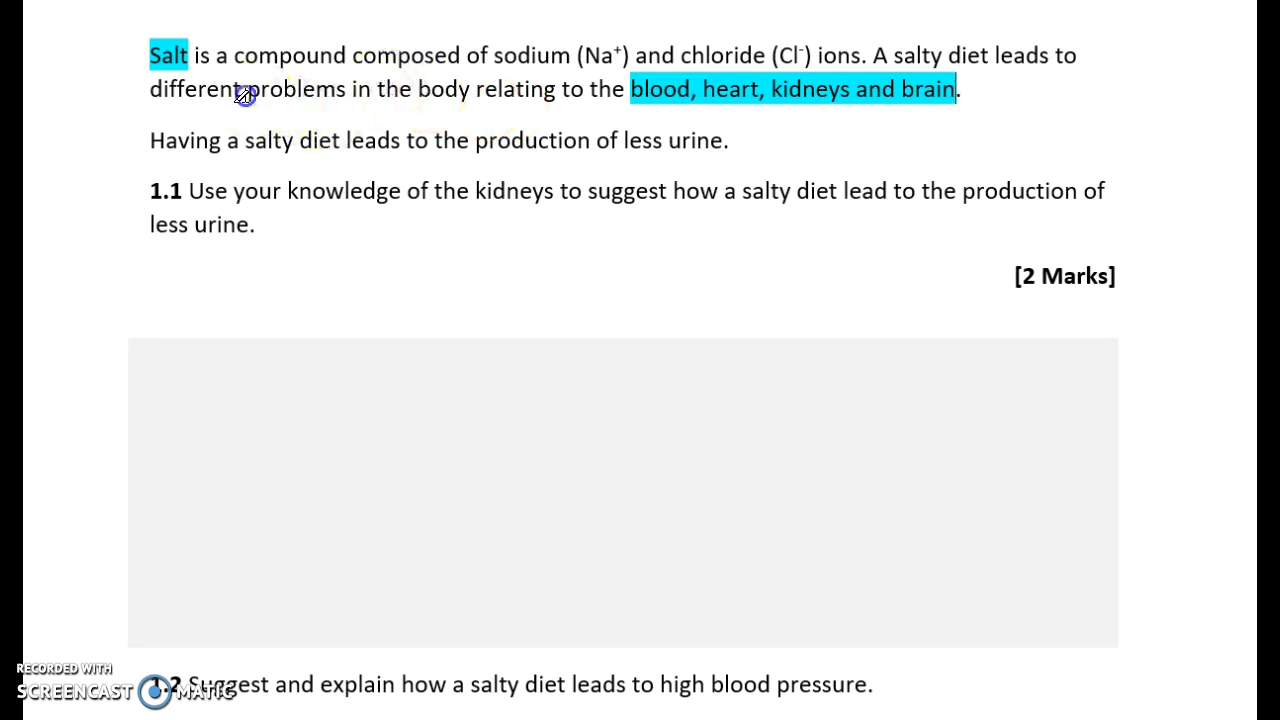 Salt is a compound composed of sodium (Na⁺) and chloride (Cl⁻) ions. A salty diet leads to
different problems in the body relating to the blood, heart, kidneys and brain.
Having a salty diet leads to the production of less urine.
1.1 Use your knowledge of the kidneys to suggest how a salty diet lead to the production of
less urine.
[2 Marks]
1.2 Suggest and explain how a salty diet leads to high blood pressure.
RECORDED WITH
SCREENCAST MATIC